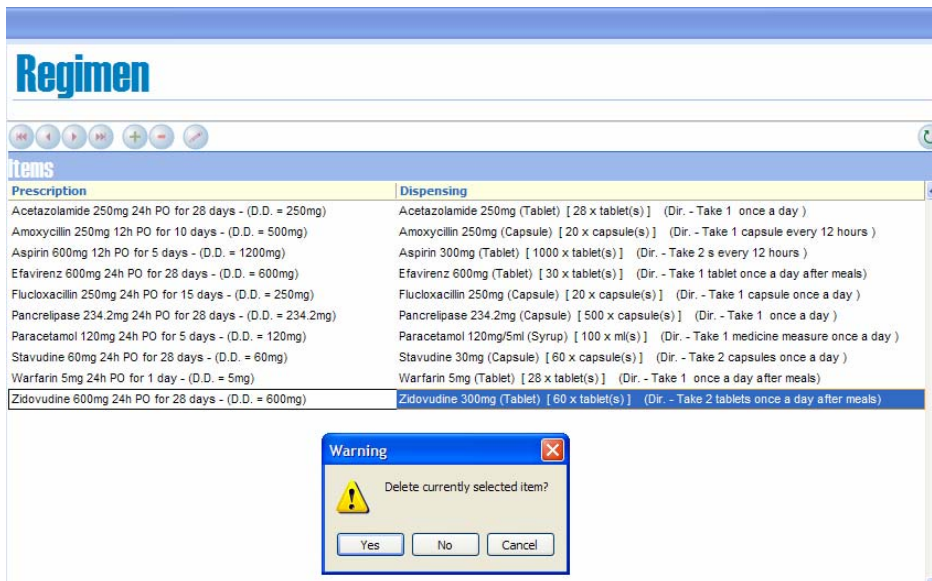 Regimen
Items
Prescription Dispensing
Acetazolamide 250mg 24h PO for 28 days - (D.D. = 250mg) Acetazolamide 250mg (Tablet) [ 28 x tablet(s) ] (Dir. - Take 1 once a day )
Amoxycillin 250mg 12h PO for 10 days - (D.D. = 500mg) Amoxycillin 250mg (Capsule) [ 20 x capsule(s) ] (Dir. - Take 1 capsule every 12 hours )
Aspirin 600mg 12h PO for 5 days - (D.D. = 1200mg) Aspirin 300mg (Tablet) [ 1000 x tablet(s) ] (Dir. - Take 2 s every 12 hours )
Efavirenz 600mg 24h PO for 28 days - (D.D. = 600mg) Efavirenz 600mg (Tablet) [ 30 x tablet(s) ] (Dir. - Take 1 tablet once a day after meals)
Flucloxacillin 250mg 24h PO for 15 days - (D.D. = 250mg) Flucloxacillin 250mg (Capsule) [ 20 x capsule(s) ] (Dir. - Take 1 capsule once a day )
Pancrelipase 234.2mg 24h PO for 28 days - (D.D. = 234.2mg) Pancrelipase 234.2mg (Capsule) [ 500 x capsule(s) ] (Dir. - Take 1 once a day )
Paracetamol 120mg 24h PO for 5 days - (D.D. = 120mg) Paracetamol 120mg/5ml (Syrup) [ 100 x ml(s) ] (Dir. - Take 1 medicine measure once a day )
Stavudine 60mg 24h PO for 28 days - (D.D. = 60mg) Stavudine 30mg (Capsule) [ 60 x capsule(s) ] (Dir. - Take 2 capsules once a day )
Warfarin 5mg 24h PO for 1 day - (D.D. = 5mg) Warfarin 5mg (Tablet) [ 28 x tablet(s) ] (Dir. - Take 1 once a day after meals)
Zidovudine 600mg 24h PO for 28 days - (D.D. = 600mg) Zidovudine 300mg (Tablet) [ 60 x tablet(s) ] (Dir. - Take 2 tablets once a day after meals)
Warning
Delete currently selected item?
Yes No Cancel